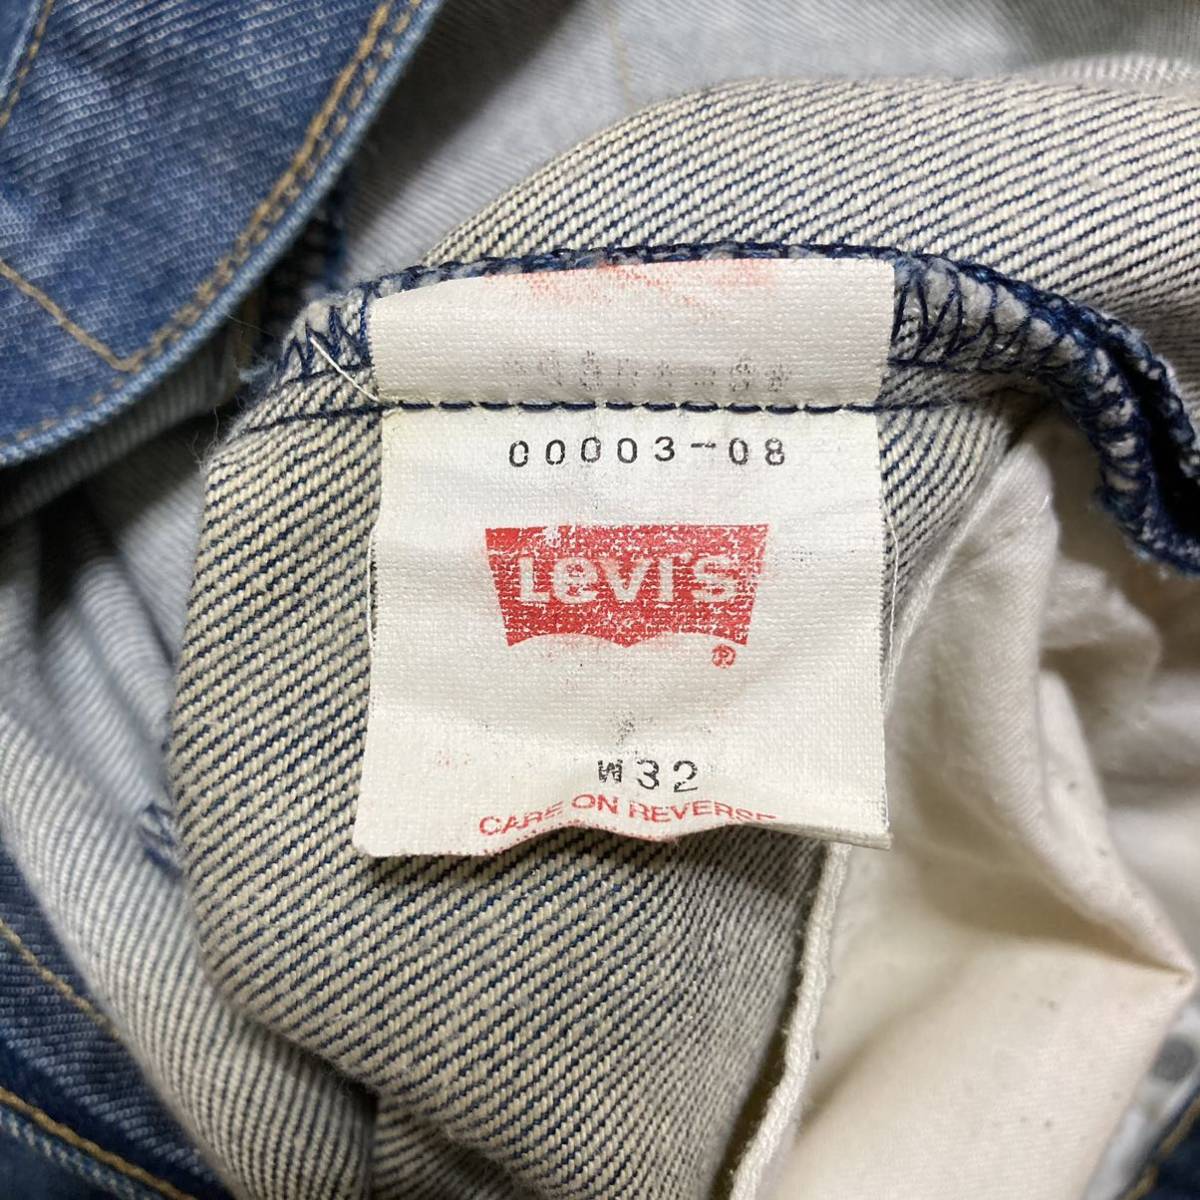 00003-08
Levi's
®
W32
CARE ON REVERSE